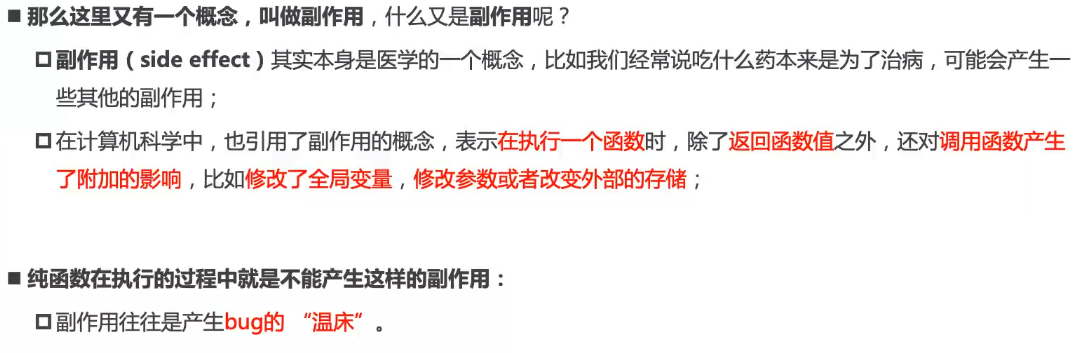 ■ 那么这里又有一个概念，叫做副作用，什么又是副作用呢？
副作用（side effect）其实本身是医学的一个概念，比如我们经常说吃什么药本来是为了治病，可能会产生一
些其他的副作用；
在计算机科学中，也引用了副作用的概念，表示在执行一个函数时，除了返回函数值之外，还对调用函数产生
了附加的影响，比如修改了全局变量，修改参数或者改变外部的存储；
■ 纯函数在执行的过程中就是不能产生这样的副作用：
副作用往往是产生bug的 “温床”。